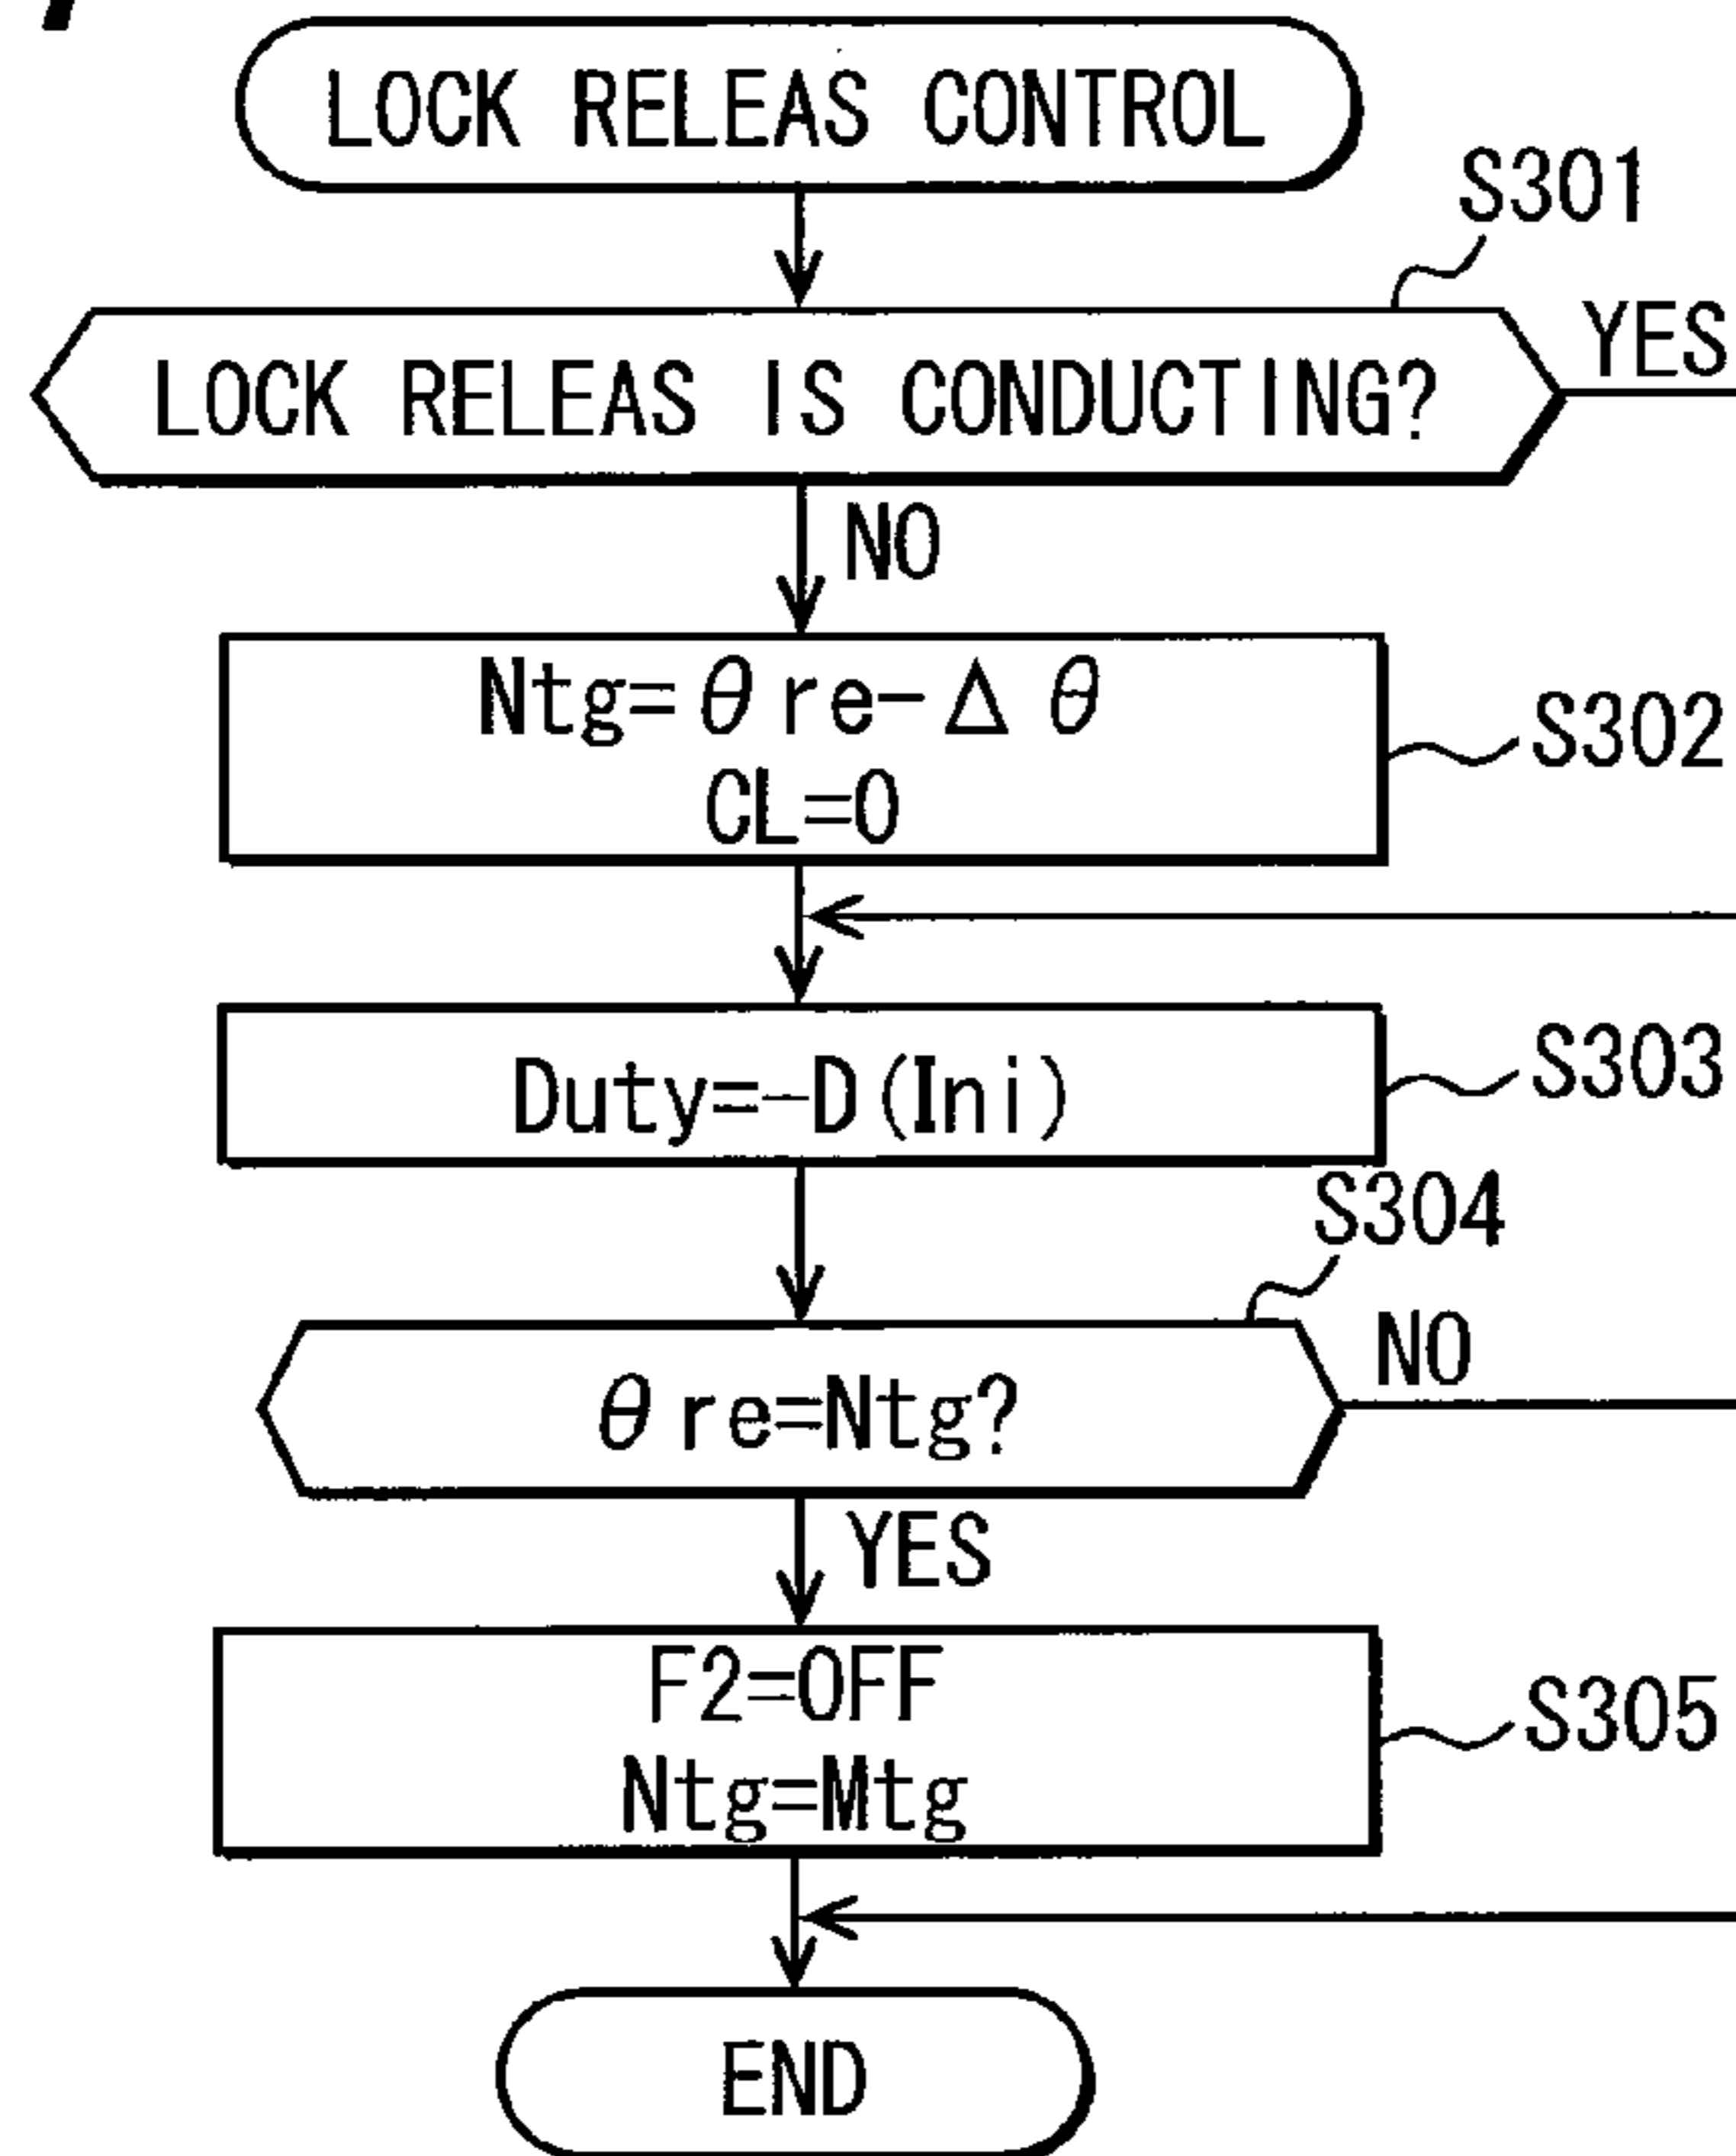 LOCK RELEAS CONTROL
S301
LOCK RELEAS IS CONDUCTING?
YES
NO
Ntg=θre-Δθ
CL=0
S302
Duty=-D(Ini)
S303
S304
θre=Ntg?
NO
YES
F2=OFF
Ntg=Mtg
S305
END